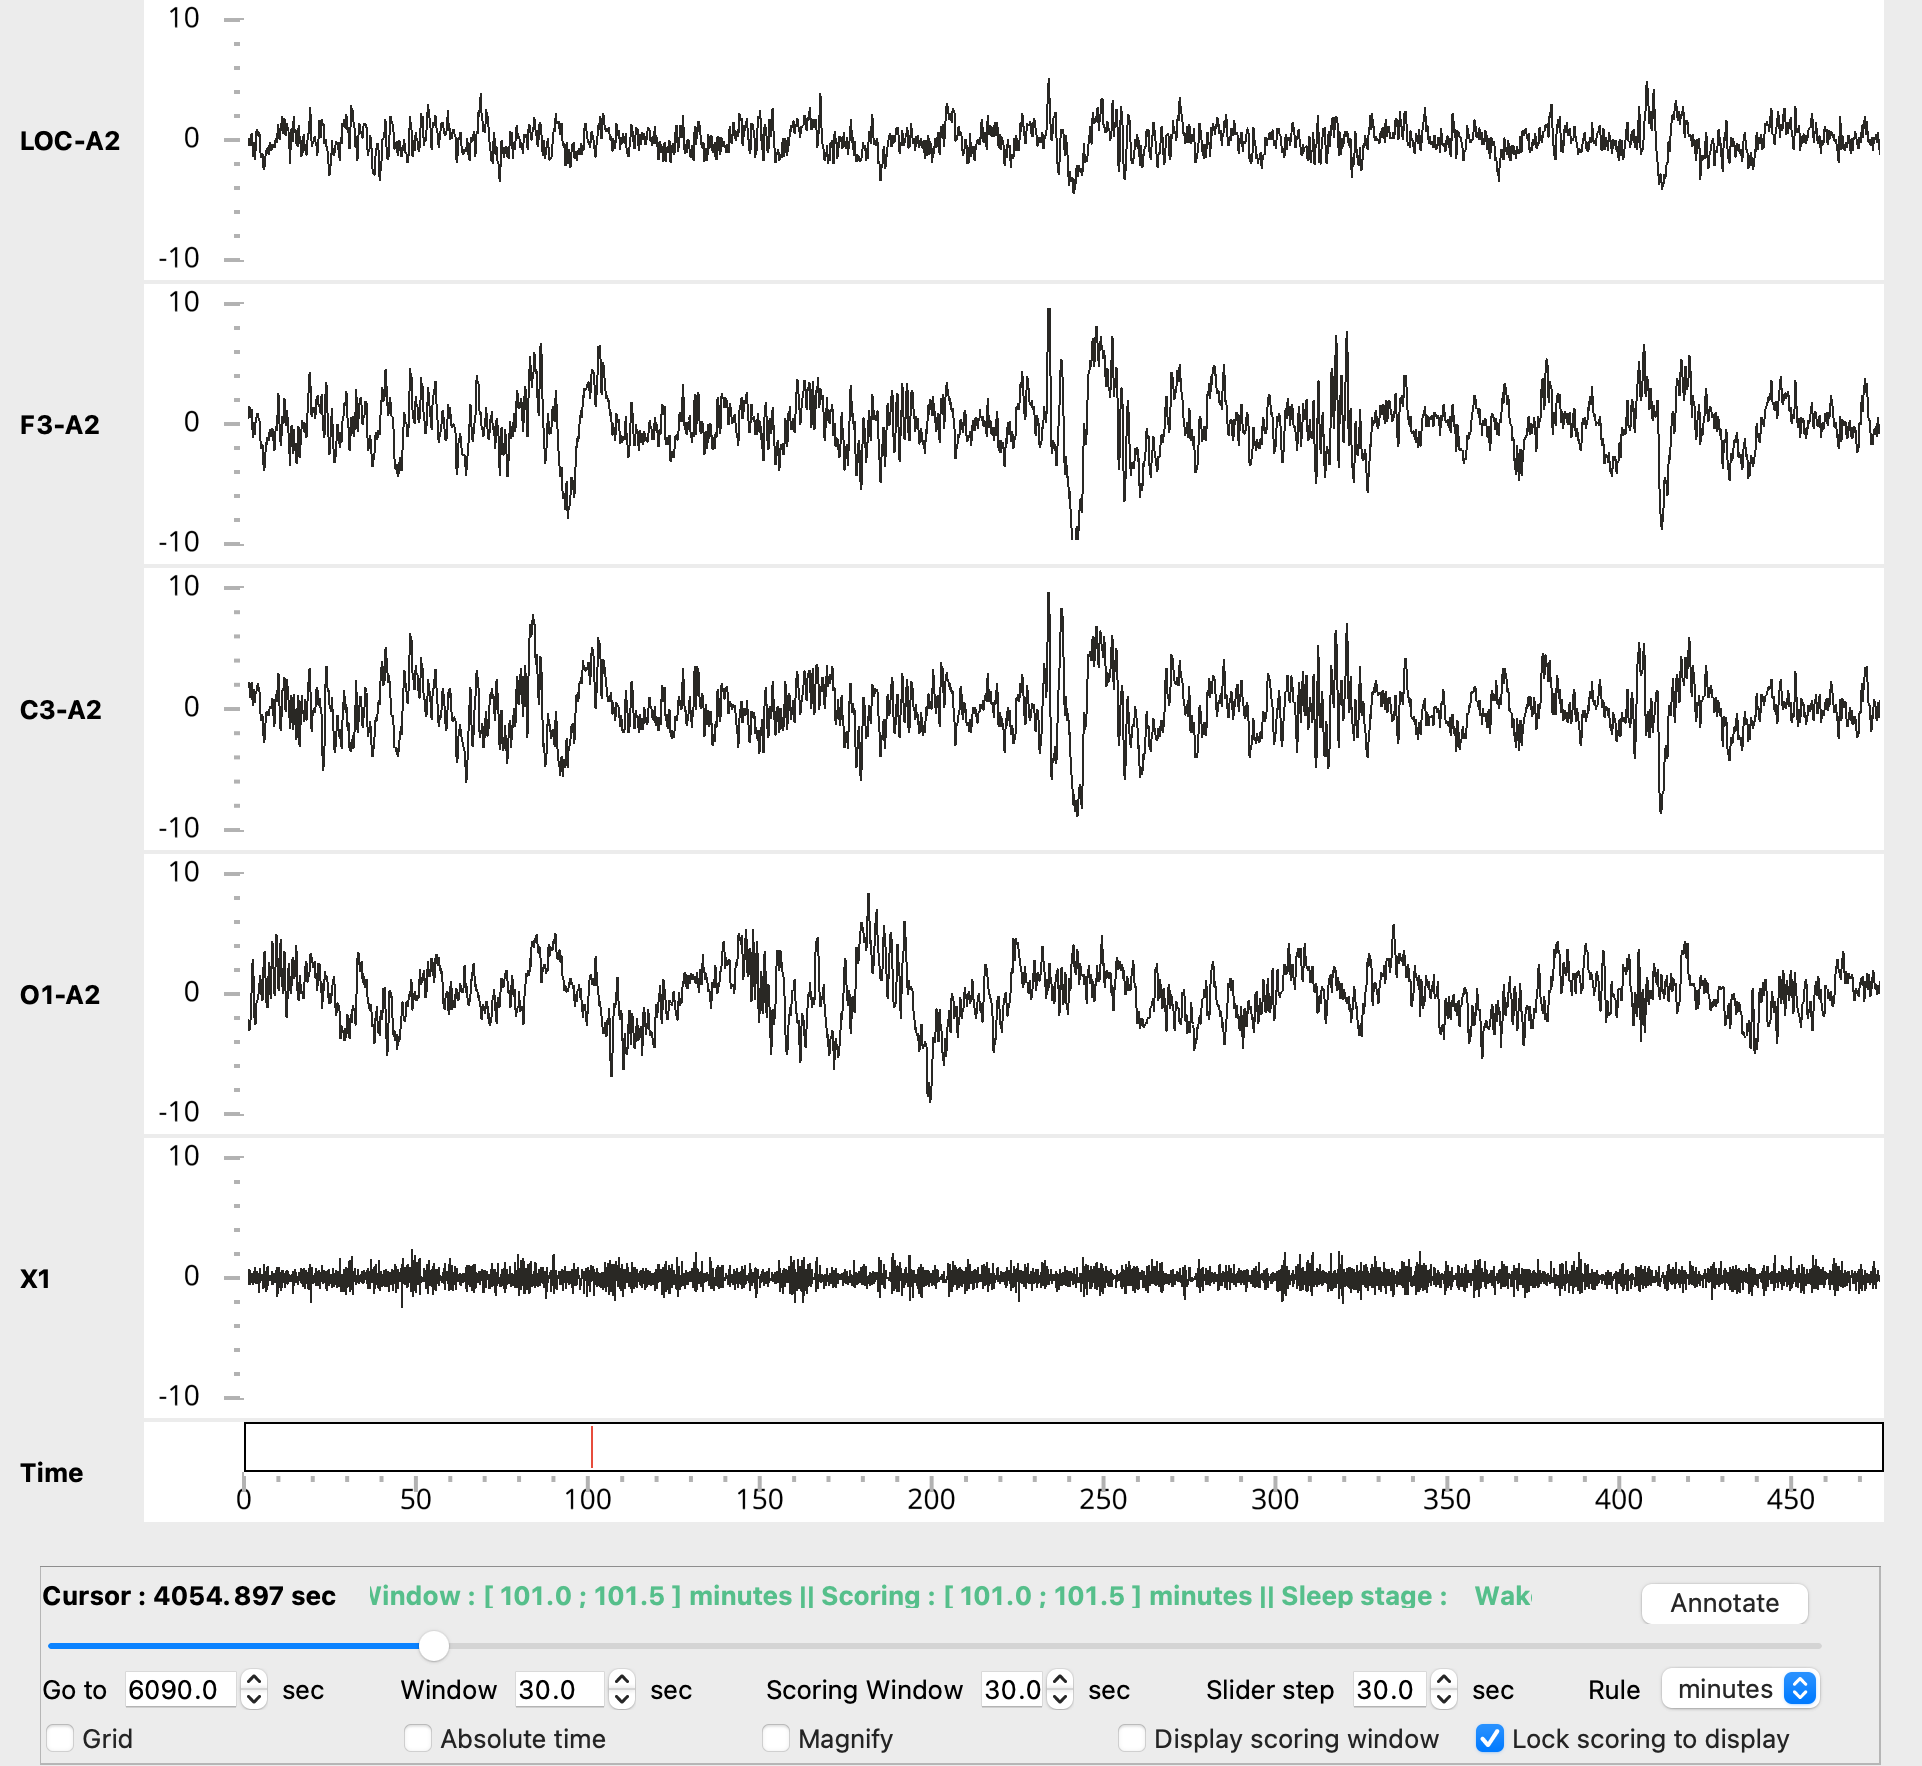 10
LOC-A2
0
-10
10
F3-A2
0
-10
10
C3-A2
0
-10
10
O1-A2
0
-10
10
X1
0
-10
Time
0 50 100 150 200 250 300 350 400 450
Cursor : 4054.897 sec Window : [ 101.0 ; 101.5 ] minutes || Scoring : [ 101.0 ; 101.5 ] minutes || Sleep stage : Wak Annotate
Go to 6090.0 sec Window 30.0 sec Scoring Window 30.0 sec Slider step 30.0 sec Rule minutes
Grid Absolute time Magnify Display scoring window Lock scoring to display